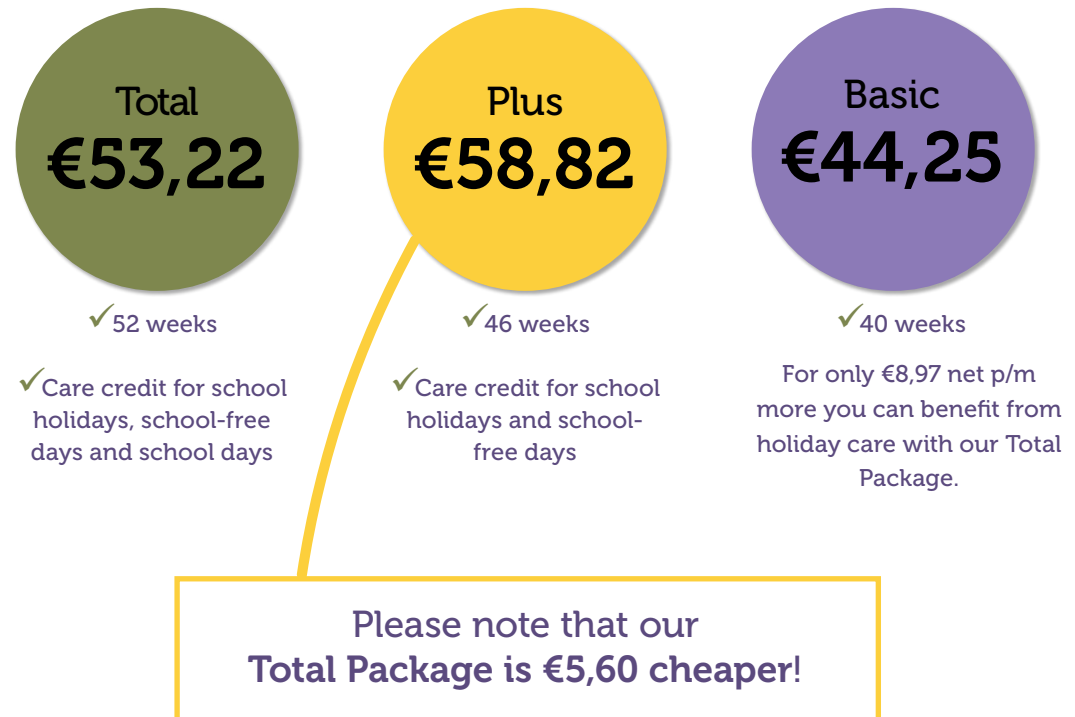 Total
€53,22
✓52 weeks
✓Care credit for school
holidays, school-free
days and school days
Plus
€58,82
✓46 weeks
✓Care credit for school
holidays and school-
free days
Basic
€44,25
✓40 weeks
For only €8,97 net p/m
more you can benefit from
holiday care with our Total
Package.
Please note that our
Total Package is €5,60 cheaper!